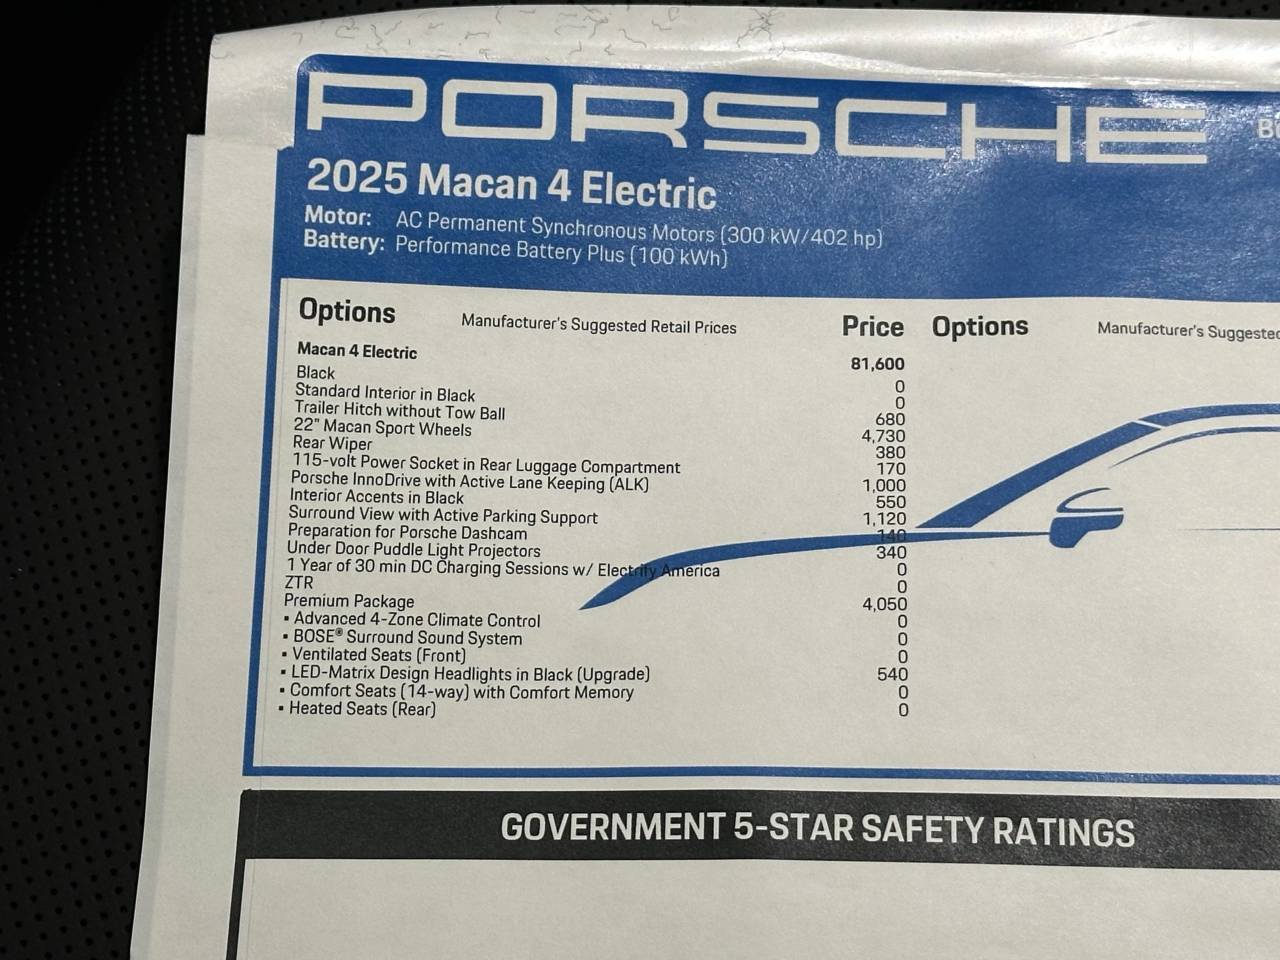 PORSCHE
2025 Macan 4 Electric
Motor: AC Permanent Synchronous Motors (300 kW/402 hp)
Battery: Performance Battery Plus (100 kWh)
Options Manufacturer's Suggested Retail Prices Price Options Manufacturer's Suggested
Macan 4 Electric 81,600
Black 0
Standard Interior in Black 0
Trailer Hitch without Tow Ball 680
22" Macan Sport Wheels 4,730
Rear Wiper 380
115-volt Power Socket in Rear Luggage Compartment 170
Porsche InnoDrive with Active Lane Keeping (ALK) 1,000
Interior Accents in Black 550
Surround View with Active Parking Support 1,120
Preparation for Porsche Dashcam 140
Under Door Puddle Light Projectors 340
1 Year of 30 min DC Charging Sessions w/ Electrify America 0
ZTR 0
Premium Package 4,050
▪ Advanced 4-Zone Climate Control 0
▪ BOSE® Surround Sound System 0
▪ Ventilated Seats (Front) 0
▪ LED-Matrix Design Headlights in Black (Upgrade) 540
▪ Comfort Seats (14-way) with Comfort Memory 0
▪ Heated Seats (Rear) 0
GOVERNMENT 5-STAR SAFETY RATINGS